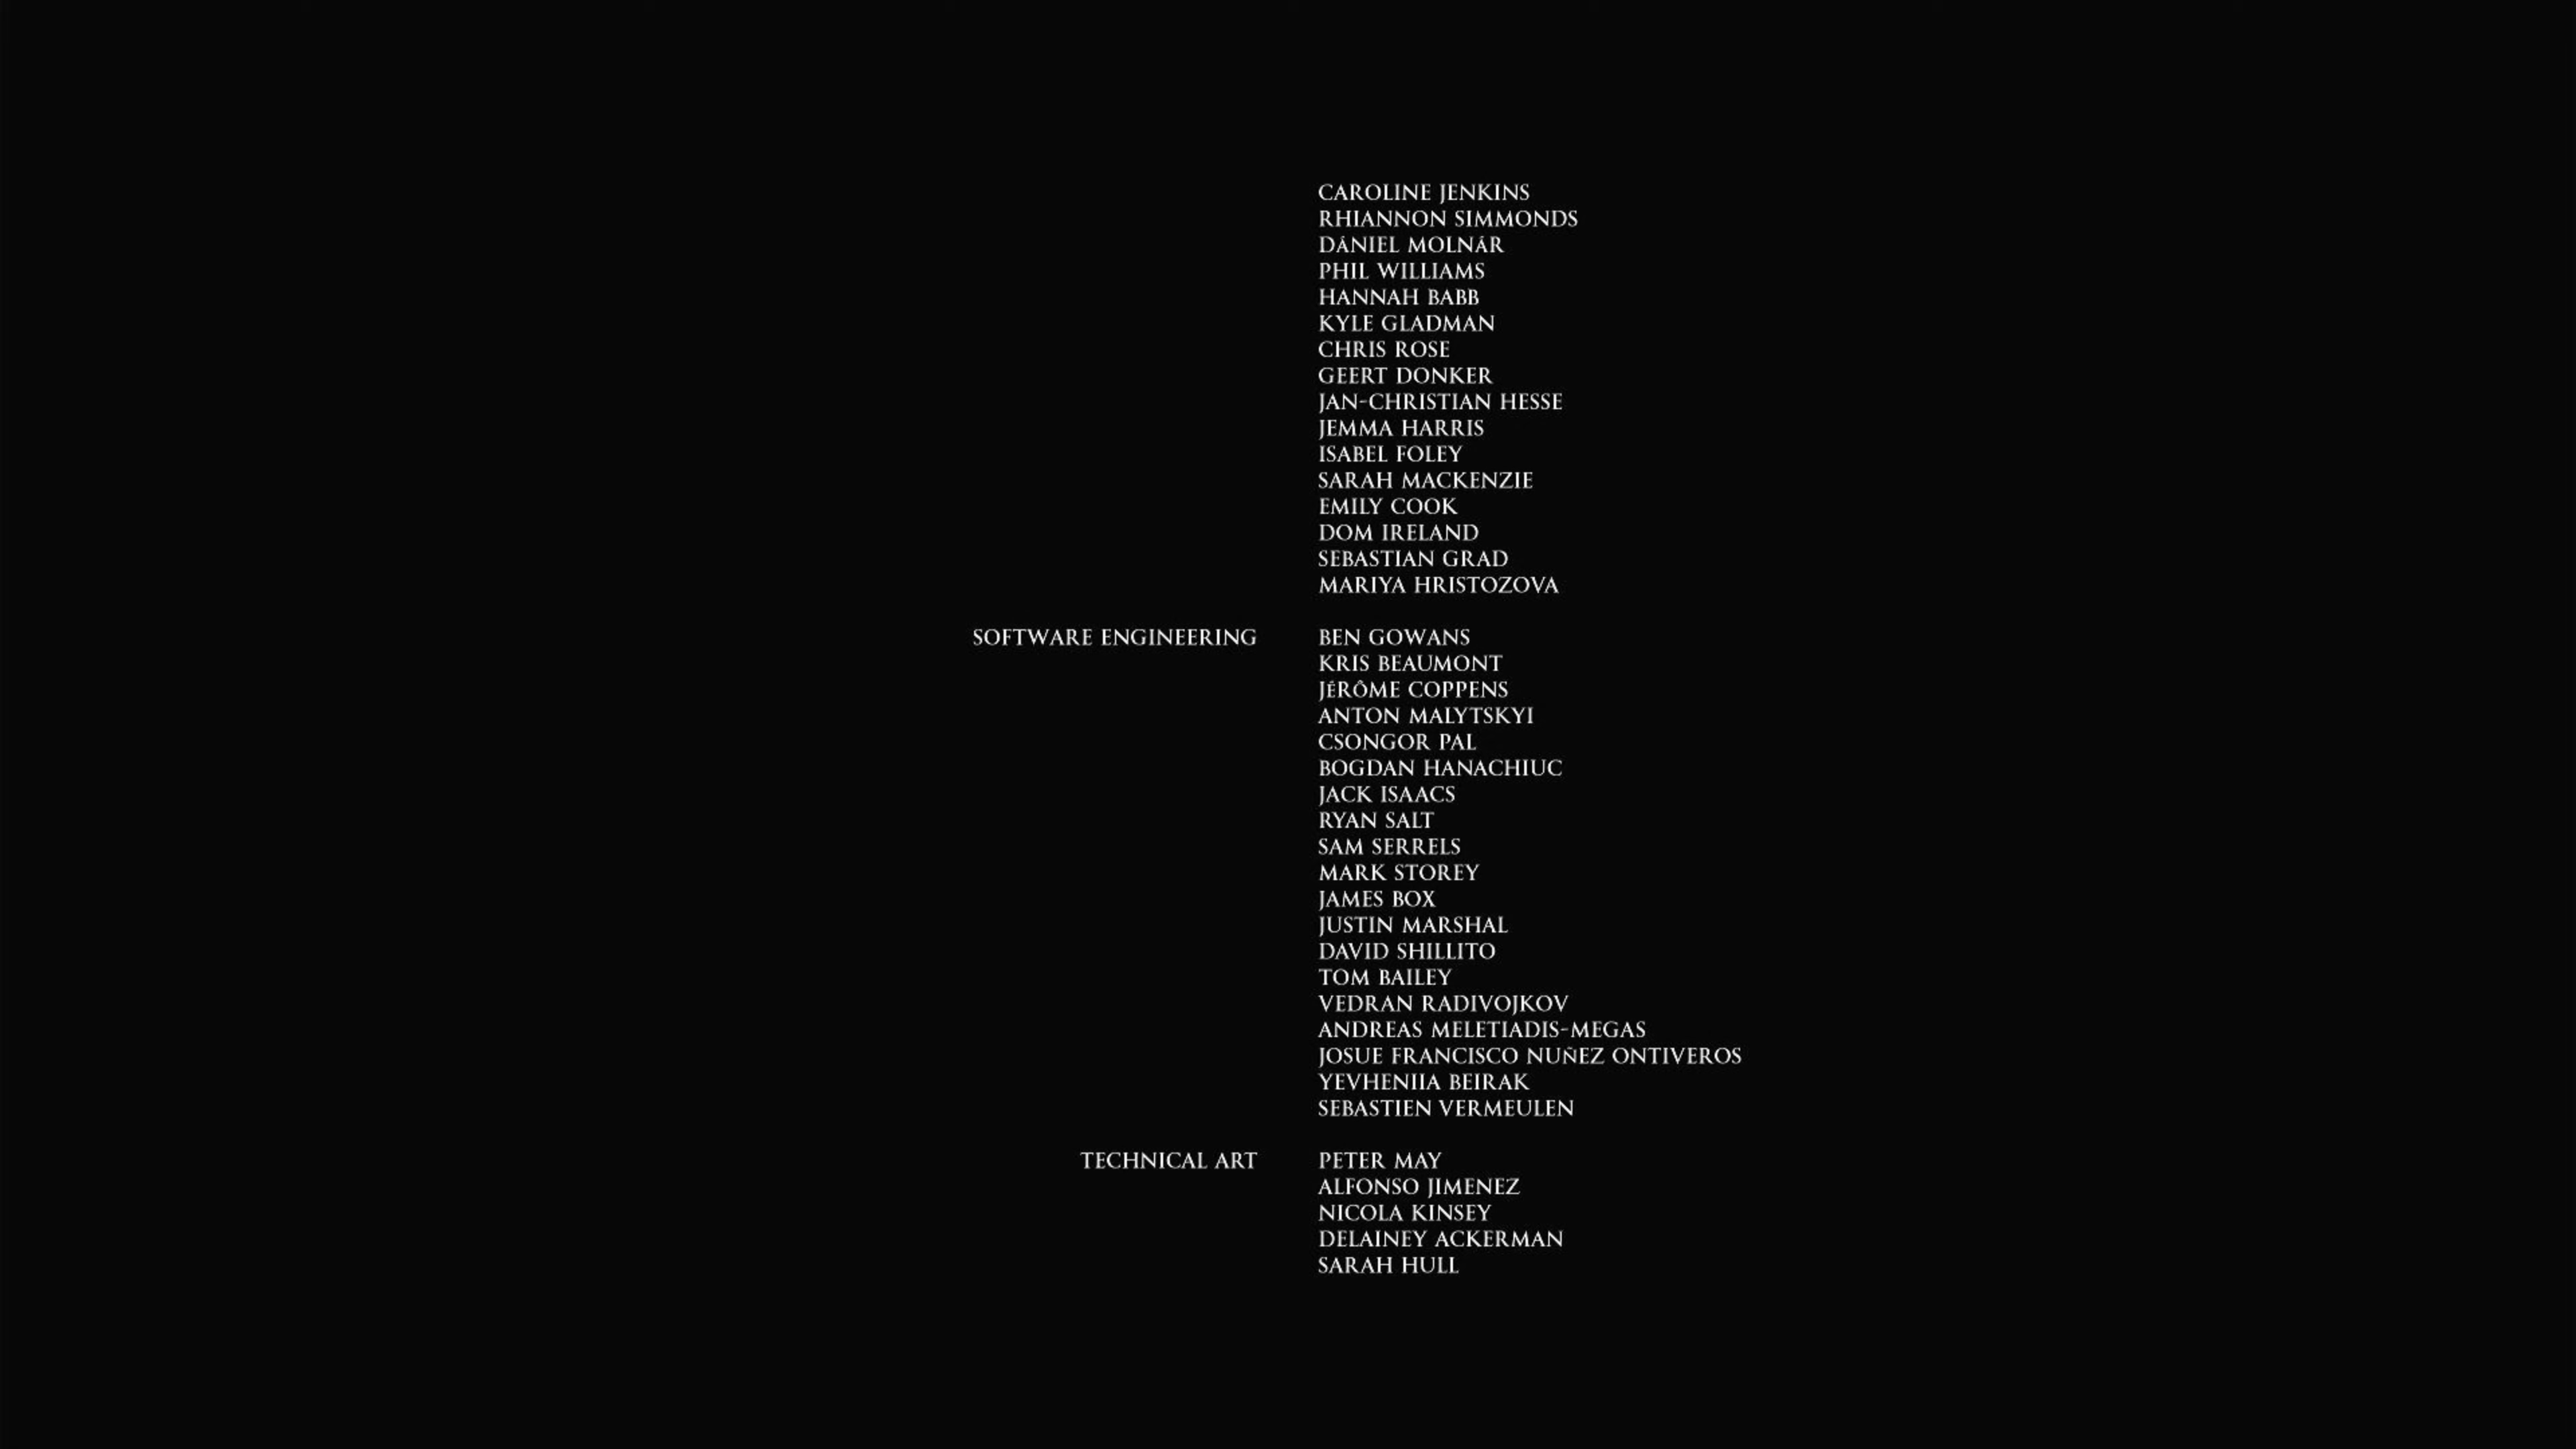 CAROLINE JENKINS
RHIANNON SIMMONDS
DÁNIEL MOLNÁR
PHIL WILLIAMS
HANNAH BABB
KYLE GLADMAN
CHRIS ROSE
GEERT DONKER
JAN-CHRISTIAN HESSE
JEMMA HARRIS
ISABEL FOLEY
SARAH MACKENZIE
EMILY COOK
DOM IRELAND
SEBASTIAN GRAD
MARIYA HRISTOZOVA
SOFTWARE ENGINEERING BEN GOWANS
KRIS BEAUMONT
JÉRÔME COPPENS
ANTON MALYTSKYI
CSONGOR PAL
BOGDAN HANACHIUC
JACK ISAACS
RYAN SALT
SAM SERRELS
MARK STOREY
JAMES BOX
JUSTIN MARSHAL
DAVID SHILLITO
TOM BAILEY
VEDRAN RADIVOJKOV
ANDREAS MELETIADIS-MEGAS
JOSUE FRANCISCO NUÑEZ ONTIVEROS
YEVHENIIA BEIRAK
SEBASTIEN VERMEULEN
TECHNICAL ART PETER MAY
ALFONSO JIMENEZ
NICOLA KINSEY
DELAINEY ACKERMAN
SARAH HULL